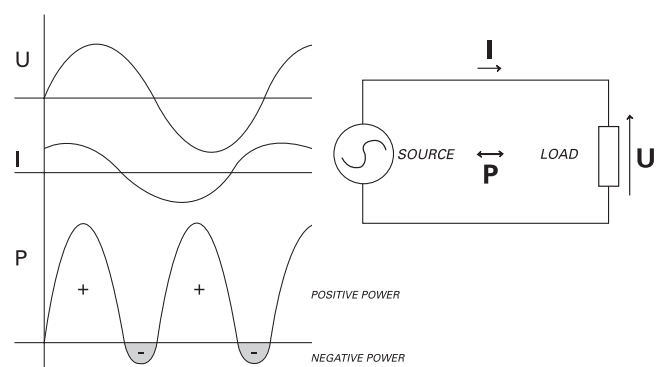 U
I
P
+
+
-
-
POSITIVE POWER
NEGATIVE POWER
I
SOURCE
P
LOAD
U